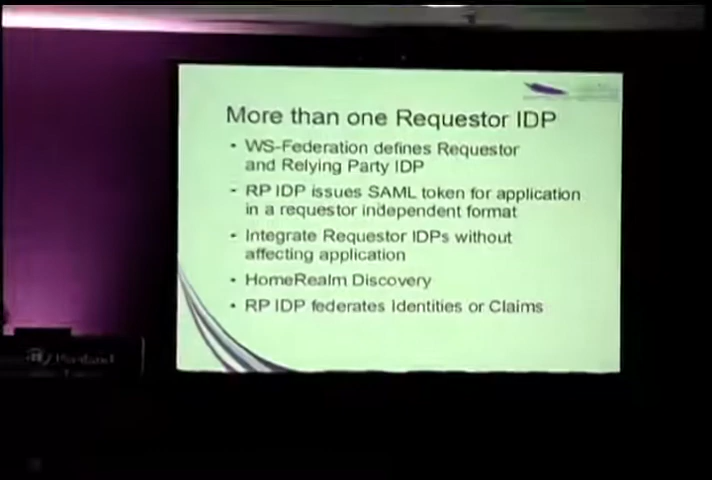 More than one Requestor IDP
• WS-Federation defines Requestor
and Relying Party IDP
• RP IDP issues SAML token for application
in a requestor independent format
• Integrate Requestor IDPs without
affecting application
• HomeRealm Discovery
• RP IDP federates Identities or Claims